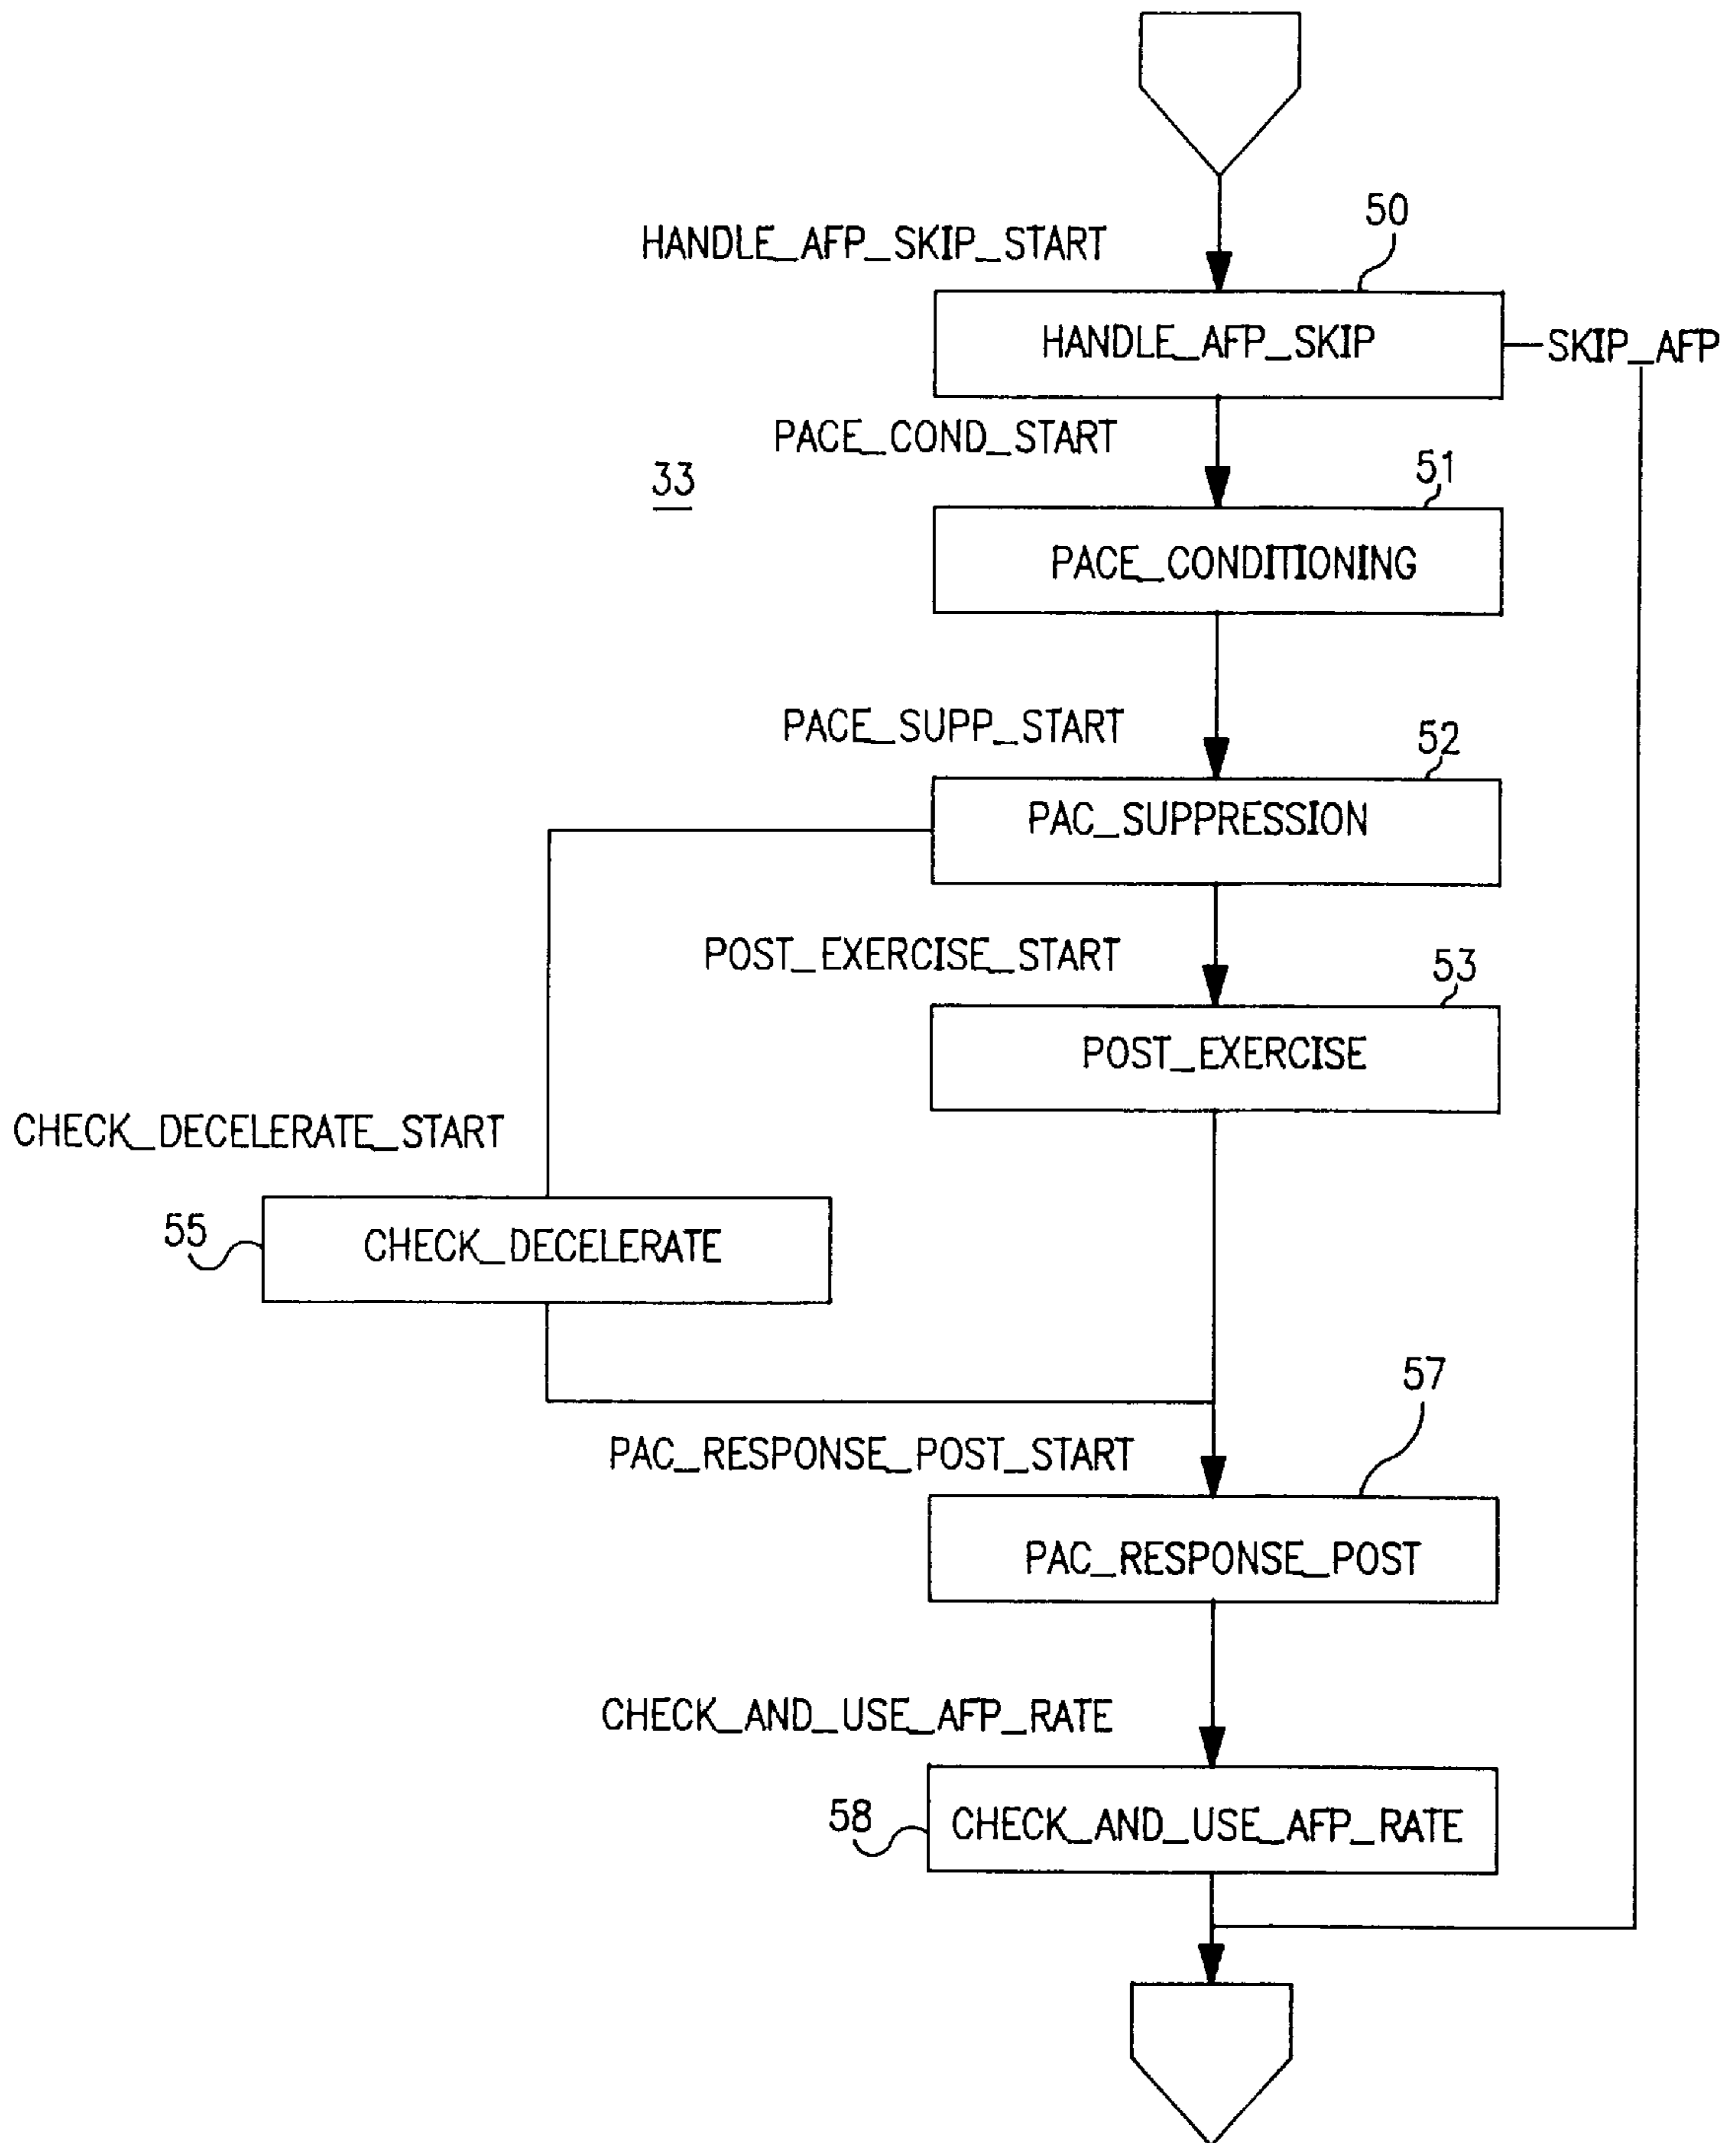 50
HANDLE_AFP_SKIP_START
HANDLE_AFP_SKIP
SKIP_AFP
PACE_COND_START
33
51
PACE_CONDITIONING
PACE_SUPP_START
52
PAC_SUPPRESSION
POST_EXERCISE_START
53
POST_EXERCISE
CHECK_DECELERATE_START
55
CHECK_DECELERATE
57
PAC_RESPONSE_POST_START
PAC_RESPONSE_POST
CHECK_AND_USE_AFP_RATE
58
CHECK_AND_USE_AFP_RATE